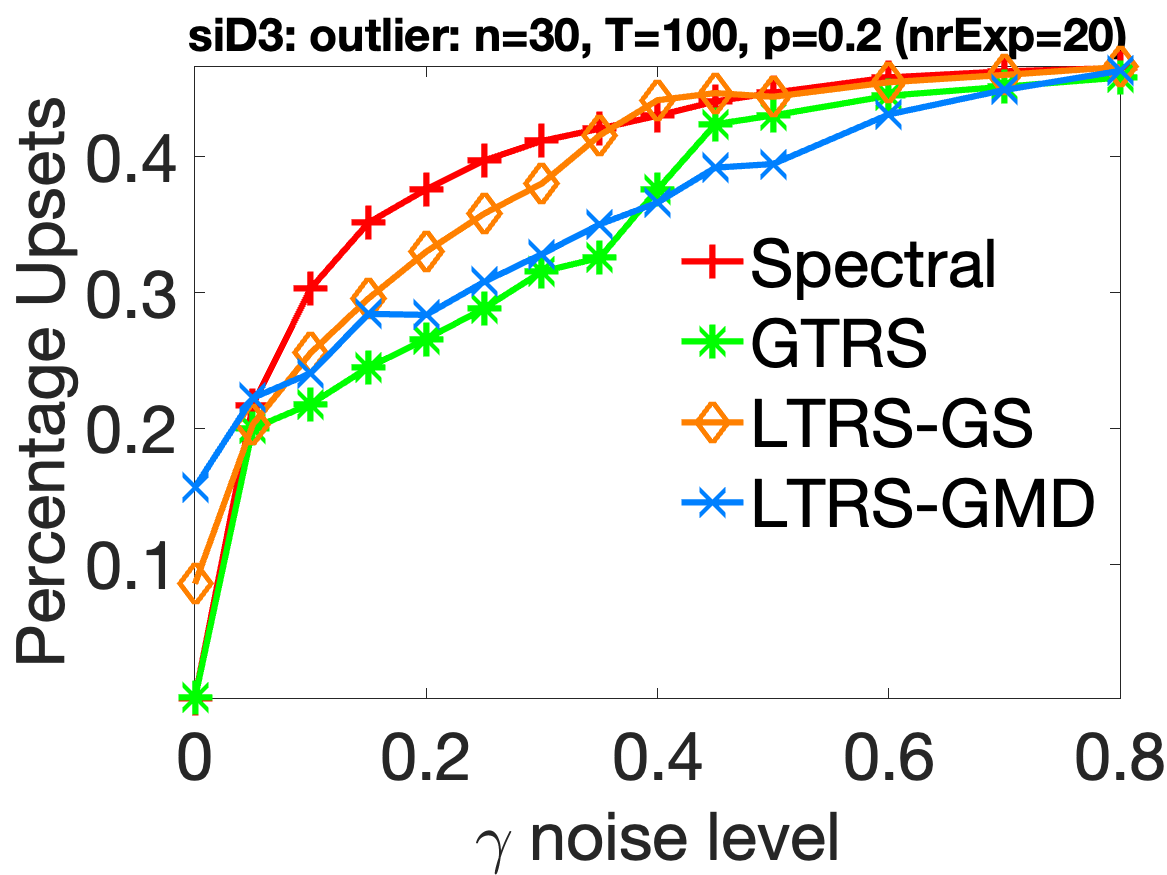 siD3: outlier: n=30, T=100, p=0.2 (nrExp=20)
Percentage Upsets
0.4
0.3
0.2
0.1
Spectral
GTRS
LTRS-GS
LTRS-GMD
0 0.2 0.4 0.6 0.8
γ noise level